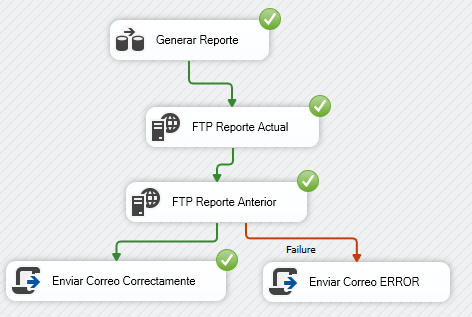 Generar Reporte
FTP Reporte Actual
FTP Reporte Anterior
Failure
Enviar Correo Correctamente
Enviar Correo ERROR